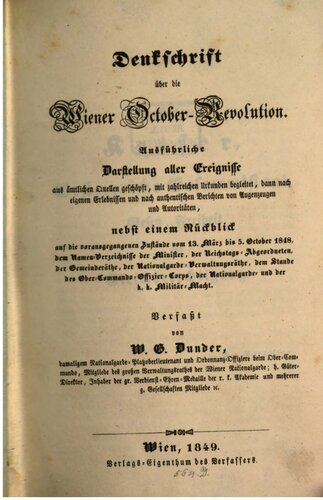 Denkschrift
über die
Wiener October-Revolution.
Ausführliche
Darstellung aller Ereignisse
aus ämtlichen Quellen geschöpft, mit zahlreichen Urkunden begleitet, dann nach
eigenen Erlebnissen und nach authentischen Berichten von Augenzeugen
und Autoritäten,
nebst einem Rückblick
auf die vorausgegangenen Zustände vom 13. März bis 5. October 1848,
dem Namen-Verzeichnisse der Minister, der Reichstags-Abgeordneten,
der Gemeinderäthe, der Nationalgarde-Verwaltungsräthe, dem Stande
des Ober-Commando-Offizier-Corps, der Nationalgarde- und der
k. k. Militär-Macht.
Verfaßt
von
W. G. Dunder,
damaligem Nationalgarde-Platzoberlieutenant und Ordonnanz-Offiziere beim Ober-Com-
mando, Mitgliede des großen Verwaltungsrathes der Wiener Nationalgarde; h. Güter-
Direktor, Inhaber der gr. Verdienst-Ehren-Medaille der r. k. Akademie und mehrerer
g. Gesellschaften Mitgliede ꝛc.
Wien, 1849.
Verlags-Eigenthum des Verfassers.